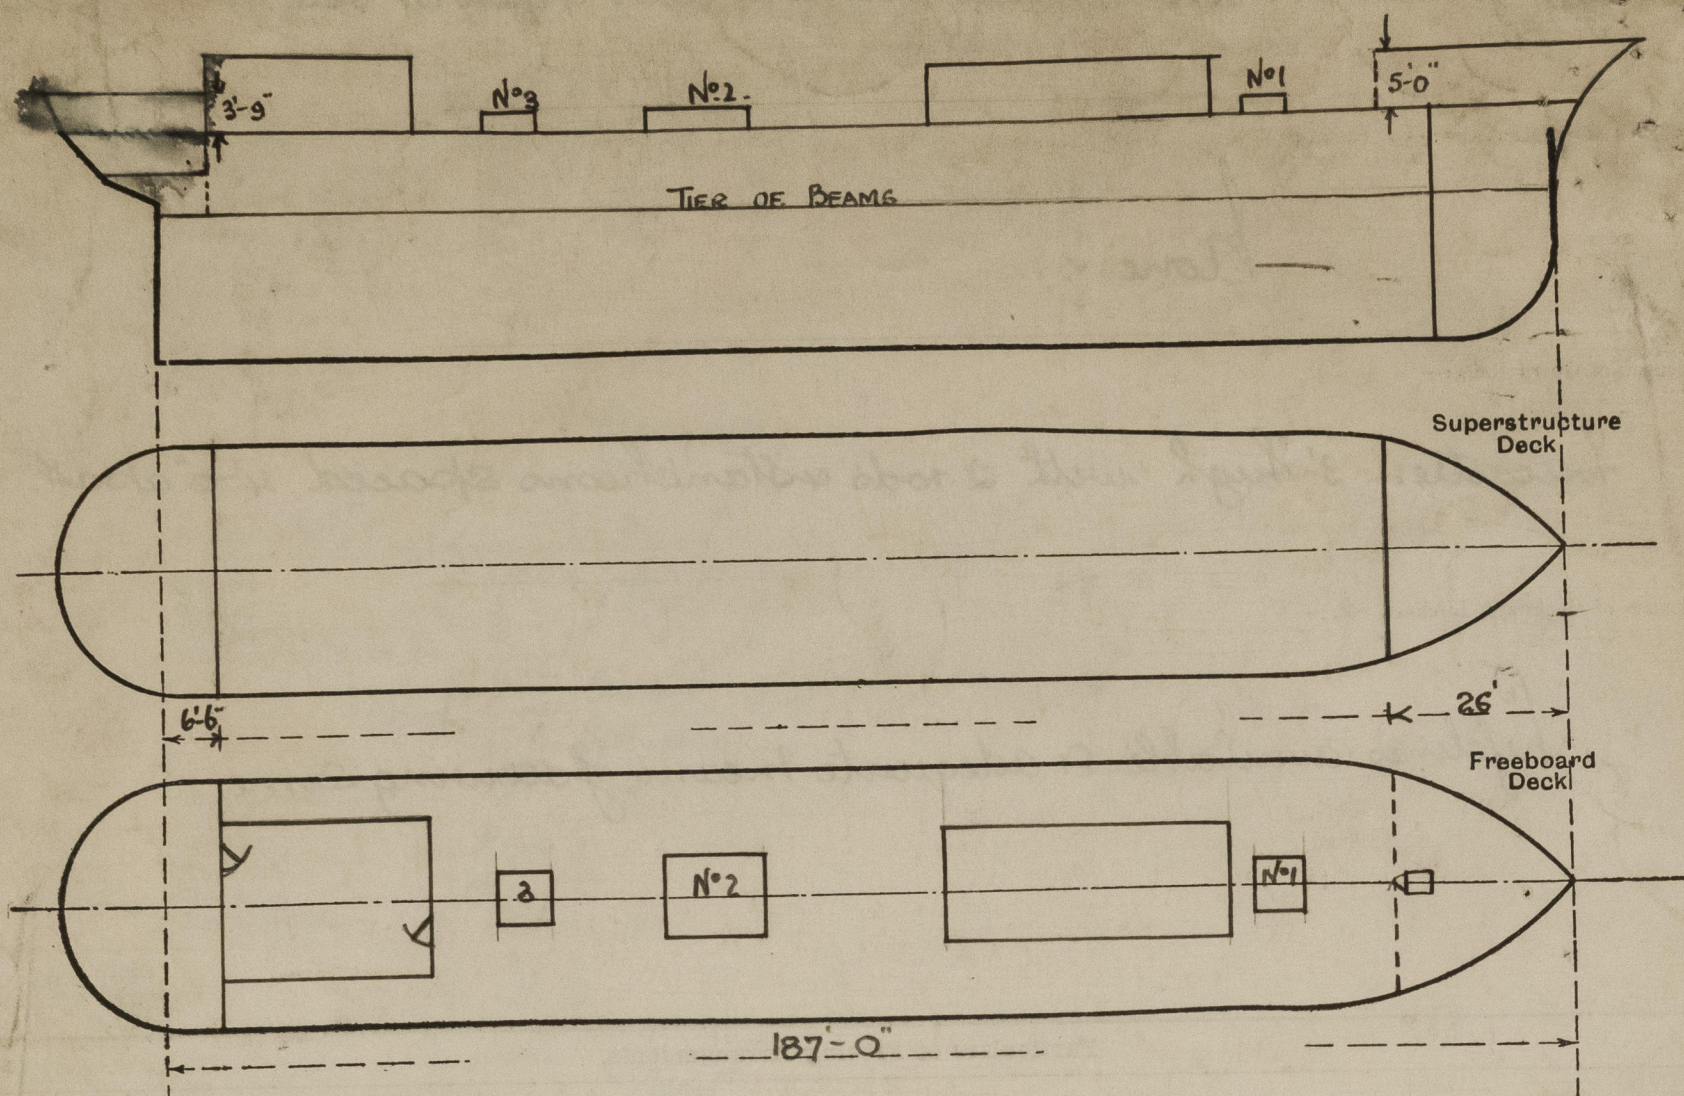 Nº3
Nº2.
Nº1
5'-0"
3'-9"
TIER OF BEAMS
Superstructure
Deck
6'-6"
26'
Freeboard
Deck
3
Nº2
Nº1
187'-0"